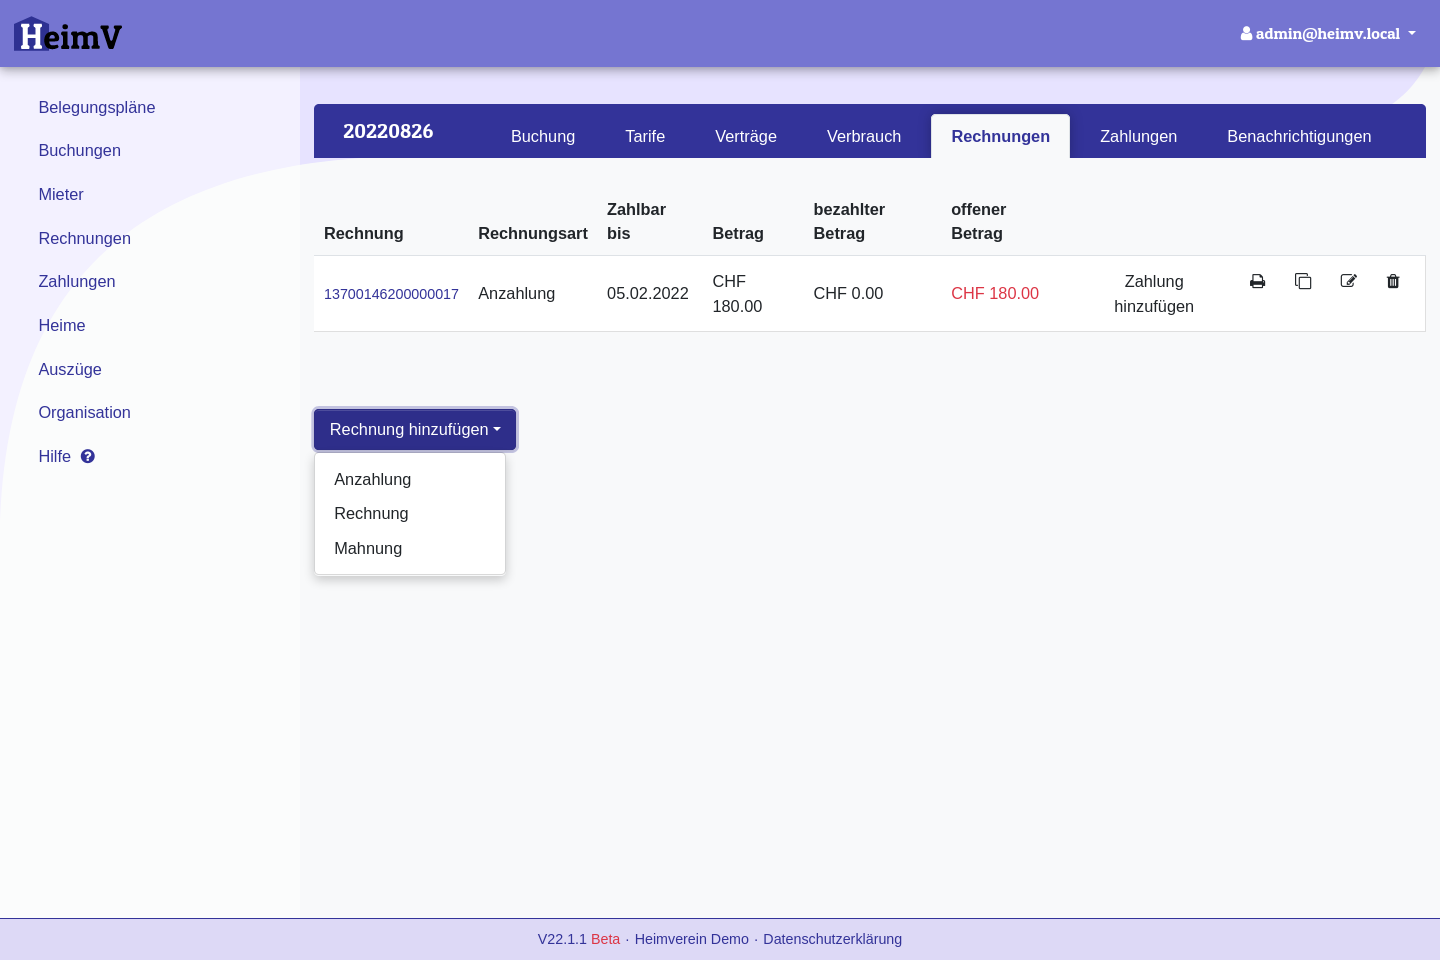 HeimV
admin@heimv.local
Belegungspläne
Buchungen
Mieter
Rechnungen
Zahlungen
Heime
Auszüge
Organisation
Hilfe
20220826 Buchung Tarife Verträge Verbrauch Rechnungen Zahlungen Benachrichtigungen
Rechnung Rechnungsart Zahlbar bis Betrag bezahlter Betrag offener Betrag
13700146200000017 Anzahlung 05.02.2022 CHF 180.00 CHF 0.00 CHF 180.00 Zahlung hinzufügen
Rechnung hinzufügen
Anzahlung
Rechnung
Mahnung
V22.1.1 Beta · Heimverein Demo · Datenschutzerklärung